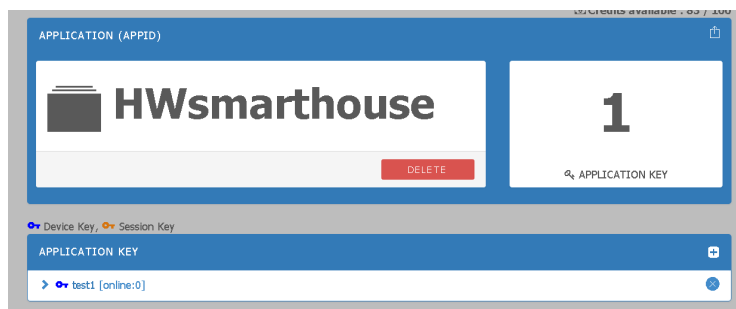 Credits available : 85 / 100
APPLICATION (APPID)
HWsmarthouse
DELETE
1
APPLICATION KEY
Device Key, Session Key
APPLICATION KEY
test1 [online:0]